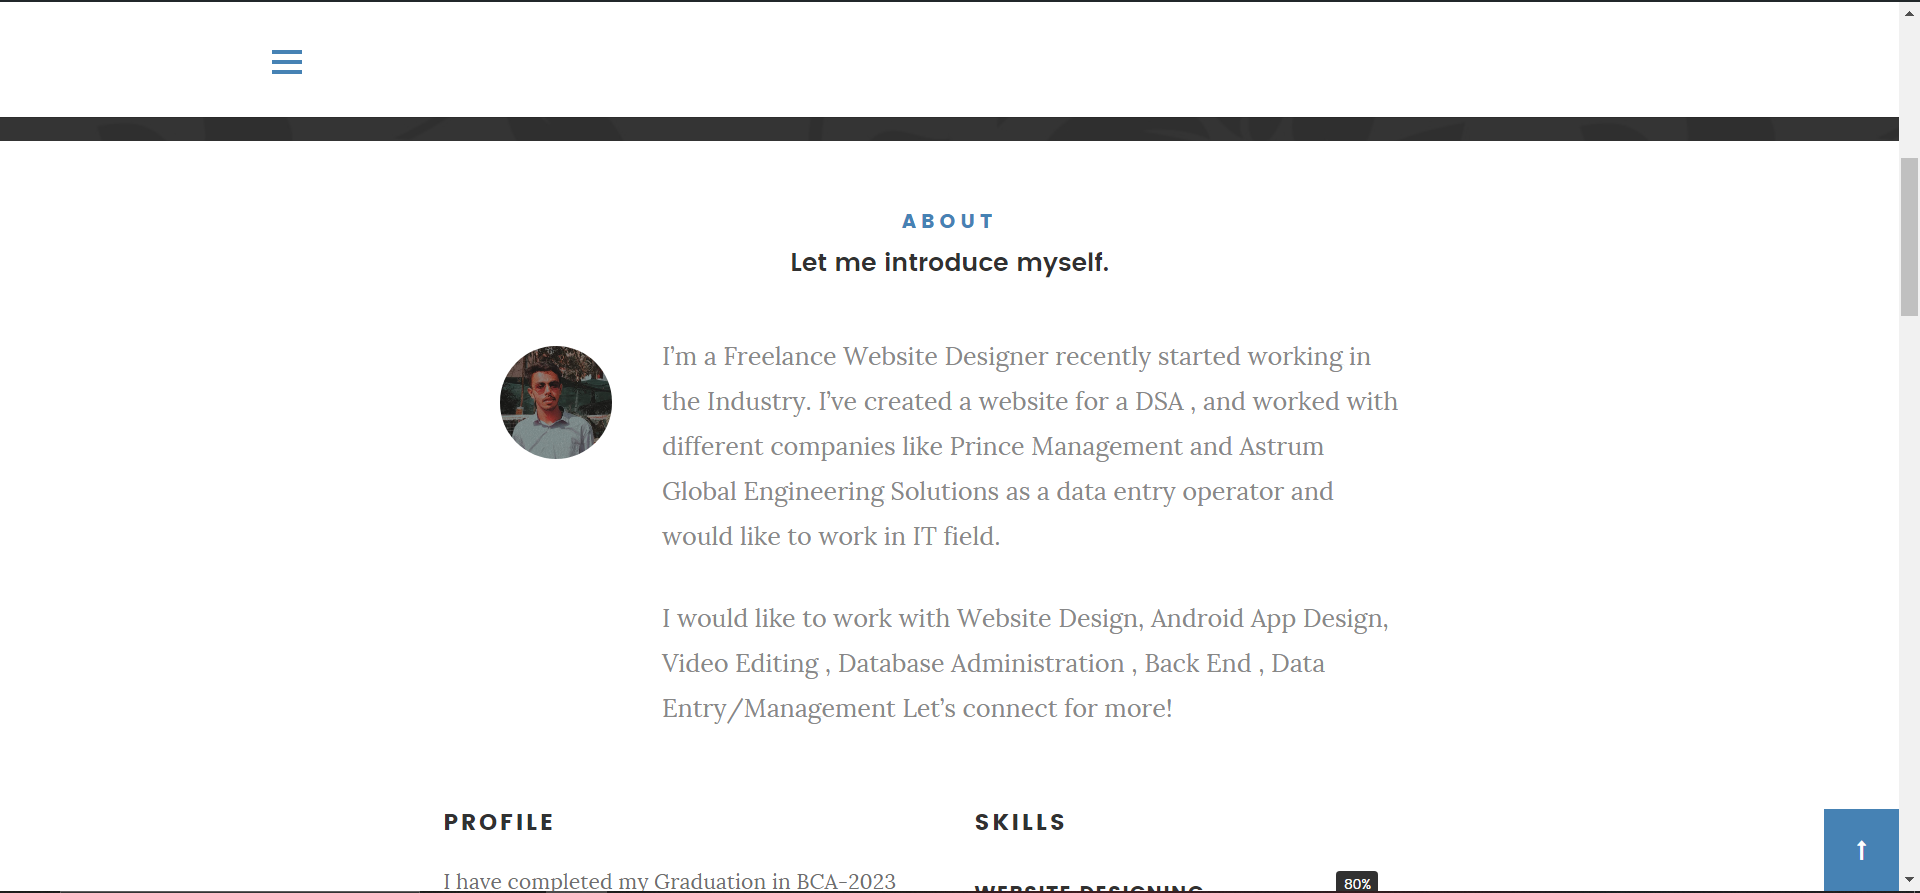 ABOUT
Let me introduce myself.
I’m a Freelance Website Designer recently started working in
the Industry. I’ve created a website for a DSA , and worked with
different companies like Prince Management and Astrum
Global Engineering Solutions as a data entry operator and
would like to work in IT field.
I would like to work with Website Design, Android App Design,
Video Editing , Database Administration , Back End , Data
Entry/Management Let’s connect for more!
PROFILE
I have completed my Graduation in BCA-2023
SKILLS
WEBSITE DESIGNING
80%